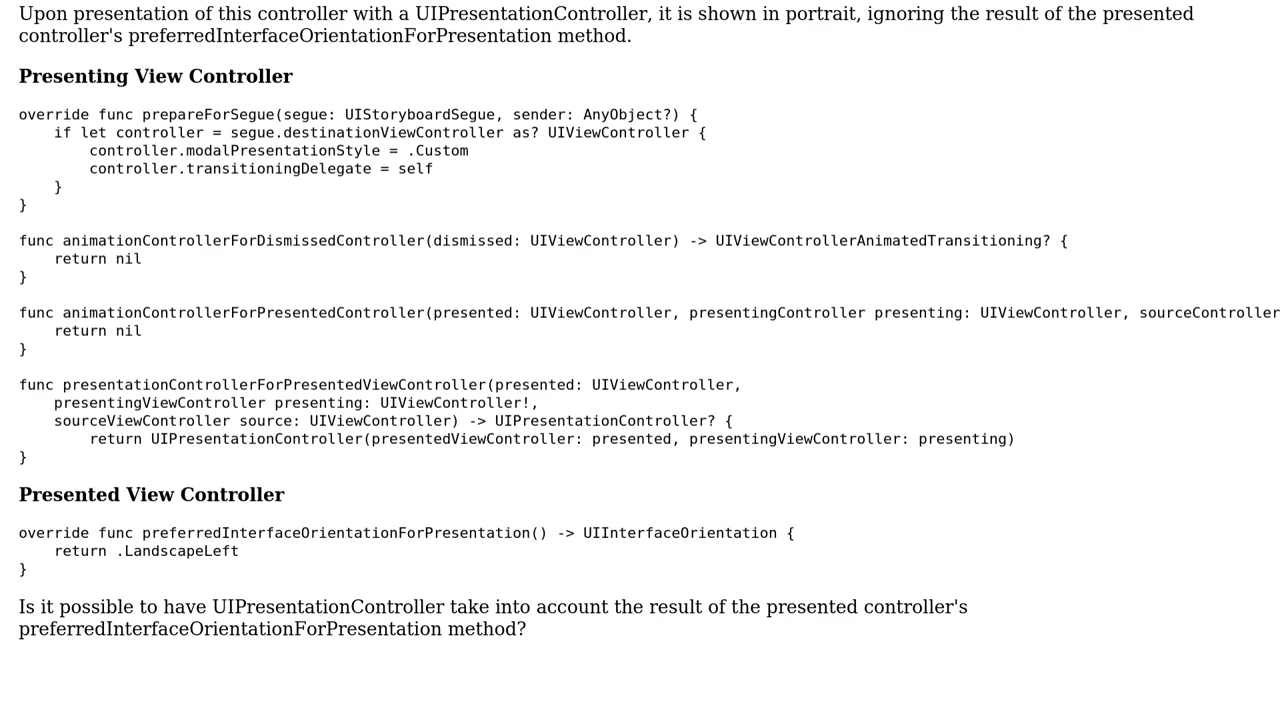 Upon presentation of this controller with a UIPresentationController, it is shown in portrait, ignoring the result of the presented
controller's preferredInterfaceOrientationForPresentation method.
Presenting View Controller
override func prepareForSegue(segue: UIStoryboardSegue, sender: AnyObject?) {
    if let controller = segue.destinationViewController as? UIViewController {
        controller.modalPresentationStyle = .Custom
        controller.transitioningDelegate = self
    }
}
func animationControllerForDismissedController(dismissed: UIViewController) -> UIViewControllerAnimatedTransitioning? {
    return nil
}
func animationControllerForPresentedController(presented: UIViewController, presentingController presenting: UIViewController, sourceController
    return nil
}
func presentationControllerForPresentedViewController(presented: UIViewController,
    presentingViewController presenting: UIViewController!,
    sourceViewController source: UIViewController) -> UIPresentationController? {
        return UIPresentationController(presentedViewController: presented, presentingViewController: presenting)
}
Presented View Controller
override func preferredInterfaceOrientationForPresentation() -> UIInterfaceOrientation {
    return .LandscapeLeft
}
Is it possible to have UIPresentationController take into account the result of the presented controller's
preferredInterfaceOrientationForPresentation method?